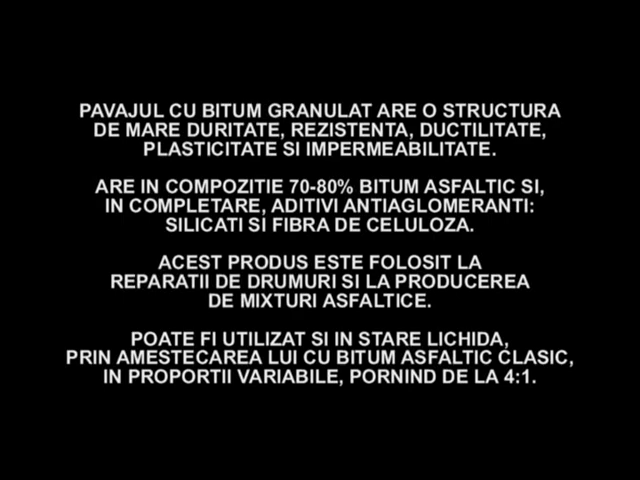 PAVAJUL CU BITUM GRANULAT ARE O STRUCTURA
DE MARE DURITATE, REZISTENTA, DUCTILITATE,
PLASTICITATE SI IMPERMEABILITATE.
ARE IN COMPOZITIE 70-80% BITUM ASFALTIC SI,
IN COMPLETARE, ADITIVI ANTIAGLOMERANTI:
SILICATI SI FIBRA DE CELULOZA.
ACEST PRODUS ESTE FOLOSIT LA
REPARATII DE DRUMURI SI LA PRODUCEREA
DE MIXTURI ASFALTICE.
POATE FI UTILIZAT SI IN STARE LICHIDA,
PRIN AMESTECAREA LUI CU BITUM ASFALTIC CLASIC,
IN PROPORTII VARIABILE, PORNIND DE LA 4:1.